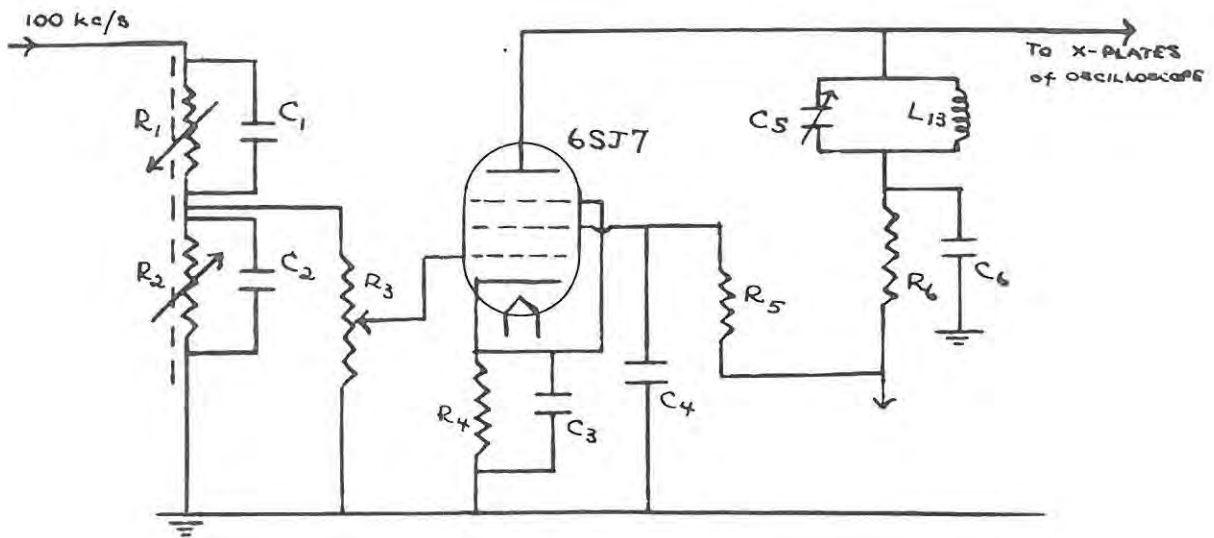 100 kc/s
To X-PLATES
of OSCILLOSCOPE
R1
C1
C5
L13
6SJ7
R2
C2
R3
R5
R6
C6
R4
C3
C4